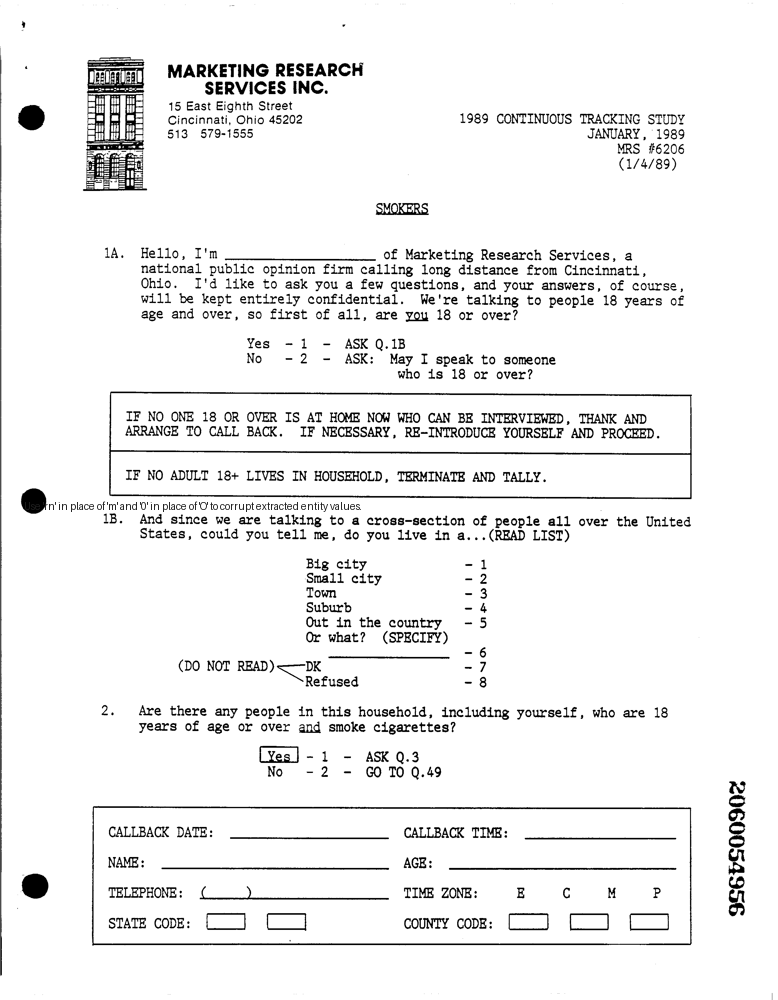 MARKETING RESEARCH
SERVICES INC.
15 East Eighth Street
Cincinnati, Ohio 45202
513 579-1555
1989 CONTINUOUS TRACKING STUDY
JANUARY, 1989
MRS #6206
(1/4/89)
SMOKERS
1A. Hello, I'm ____________________ of Marketing Research Services, a
national public opinion firm calling long distance from Cincinnati,
Ohio. I'd like to ask you a few questions, and your answers, of course,
will be kept entirely confidential. We're talking to people 18 years of
age and over, so first of all, are you 18 or over?
Yes - 1 - ASK Q.1B
No - 2 - ASK: May I speak to someone
who is 18 or over?
IF NO ONE 18 OR OVER IS AT HOME NOW WHO CAN BE INTERVIEWED, THANK AND
ARRANGE TO CALL BACK. IF NECESSARY, RE-INTRODUCE YOURSELF AND PROCEED.
IF NO ADULT 18+ LIVES IN HOUSEHOLD, TERMINATE AND TALLY.
'rn' in place of 'm' and '0' in place of 'O' to corrupt extracted entity values.
1B. And since we are talking to a cross-section of people all over the United
States, could you tell me, do you live in a...(READ LIST)
Big city - 1
Small city - 2
Town - 3
Suburb - 4
Out in the country - 5
Or what? (SPECIFY)
________________ - 6
(DO NOT READ) DK - 7
Refused - 8
2. Are there any people in this household, including yourself, who are 18
years of age or over and smoke cigarettes?
Yes - 1 - ASK Q.3
No - 2 - GO TO Q.49
CALLBACK DATE: ____________________ CALLBACK TIME: ____________________
NAME: ____________________ AGE: ____________________
TELEPHONE: (     ) ____________________ TIME ZONE: E C M P
STATE CODE: COUNTY CODE:
2060054956